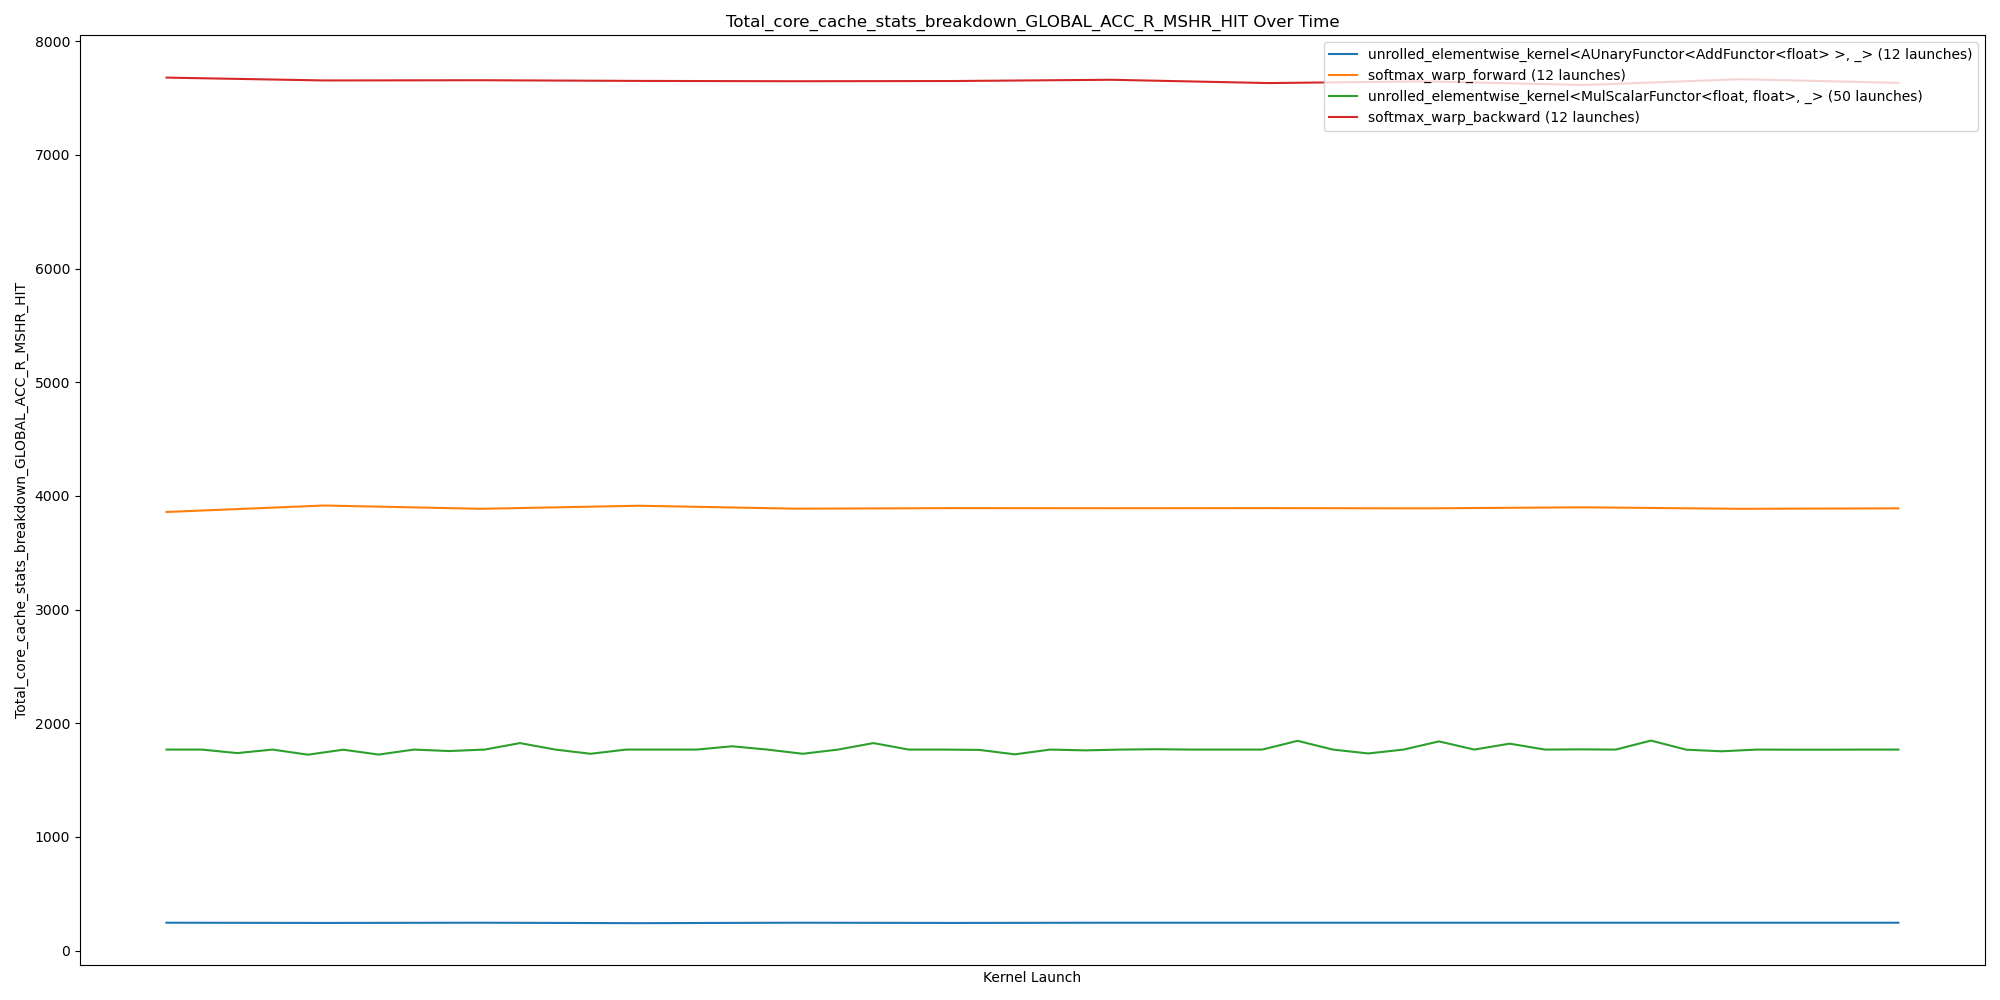 Total_core_cache_stats_breakdown_GLOBAL_ACC_R_MSHR_HIT Over Time
8000
7000
6000
5000
4000
3000
2000
1000
0
Total_core_cache_stats_breakdown_GLOBAL_ACC_R_MSHR_HIT
unrolled_elementwise_kernel<AUnaryFunctor<AddFunctor<float> >, _> (12 launches)
softmax_warp_forward (12 launches)
unrolled_elementwise_kernel<MulScalarFunctor<float, float>, _> (50 launches)
softmax_warp_backward (12 launches)
Kernel Launch